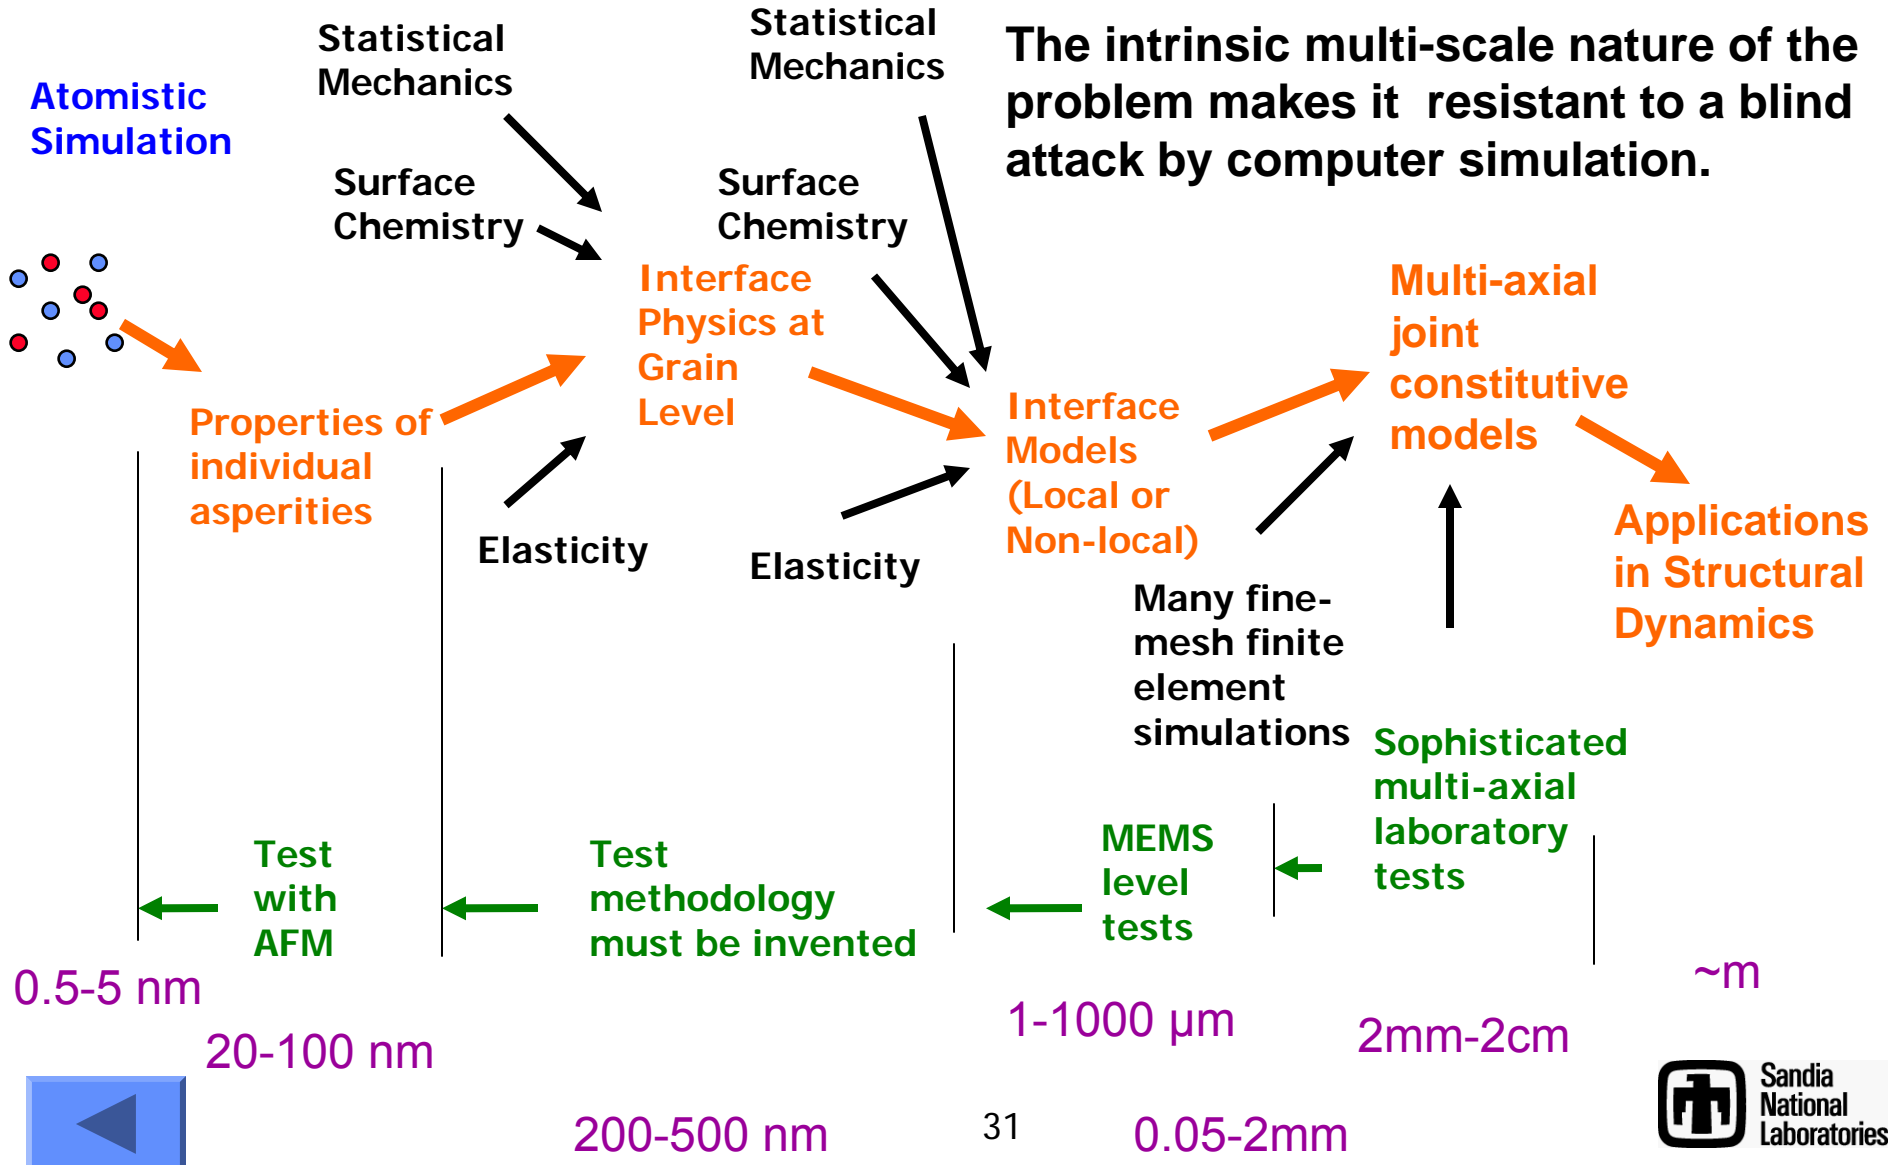 Atomistic
Simulation
Statistical
Mechanics
Surface
Chemistry
Statistical
Mechanics
Surface
Chemistry
The intrinsic multi-scale nature of the
problem makes it  resistant to a blind
attack by computer simulation.
Properties of
individual
asperities
Interface
Physics at
Grain
Level
Elasticity
Elasticity
Interface
Models
(Local or
Non-local)
Multi-axial
joint
constitutive
models
Applications
in Structural
Dynamics
Many fine-
mesh finite
element
simulations
Sophisticated
multi-axial
laboratory
tests
Test
with
AFM
Test
methodology
must be invented
MEMS
level
tests
0.5-5 nm
20-100 nm
200-500 nm
1-1000 µm
0.05-2mm
2mm-2cm
~m
31
Sandia
National
Laboratories